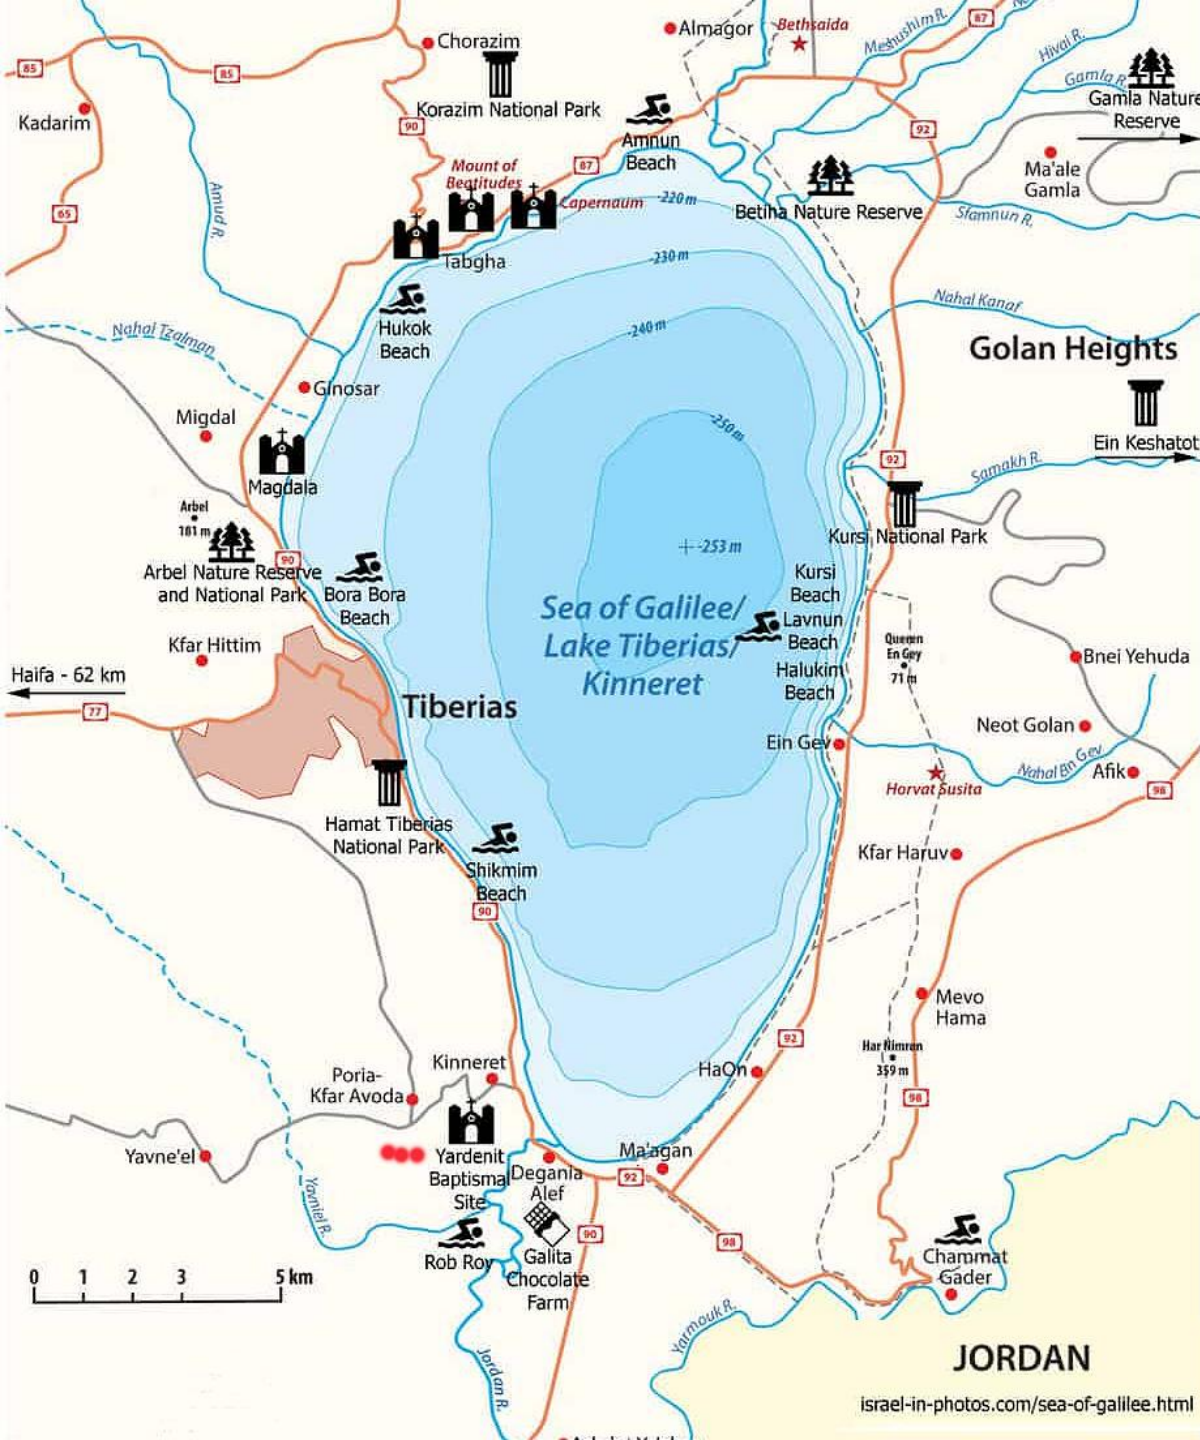 Almagor
Bethsaida
Meshushim R.
87
Chorazim
Hival R.
85
85
Gamla R.
Korazim National Park
Gamla Nature
Reserve
Kadarim
90
92
Amnun
Beach
87
Mount of
Beatitudes
Ma'ale
Gamla
Amud R.
65
Capernaum
-220 m
Betiha Nature Reserve
Sfamnun R.
Tabgha
-230 m
Nahal Kanaf
Hukok
Beach
Nahal Tzalman
-240 m
Golan Heights
Ginosar
Migdal
-250 m
Ein Keshatot
92
Samakh R.
Magdala
Arbel
181 m
Kursi National Park
-253 m
90
Arbel Nature Reserve
and National Park
Bora Bora
Beach
Kursi
Beach
Sea of Galilee/
Lake Tiberias/
Kinneret
Lavnun
Beach
Halukim
Beach
Kfar Hittim
Queen
En Gey
71 m
Bnei Yehuda
Haifa - 62 km
77
Tiberias
Neot Golan
Ein Gev
Nahal En Gev
Afik
98
Horvat Susita
Hamat Tiberias
National Park
Kfar Haruv
Shikmim
Beach
90
Mevo
Hama
92
Har Nimron
359 m
Kinneret
HaOn
Poria-
Kfar Avoda
98
Yavne'el
Yardenit
Baptismal
Site
Degania
Alef
Ma'agan
92
Yavniel R.
90
98
Rob Roy
Galita
Chocolate
Farm
Chammat
Gader
0 1 2 3 5 km
Yarmouk R.
Jordan R.
JORDAN
israel-in-photos.com/sea-of-galilee.html